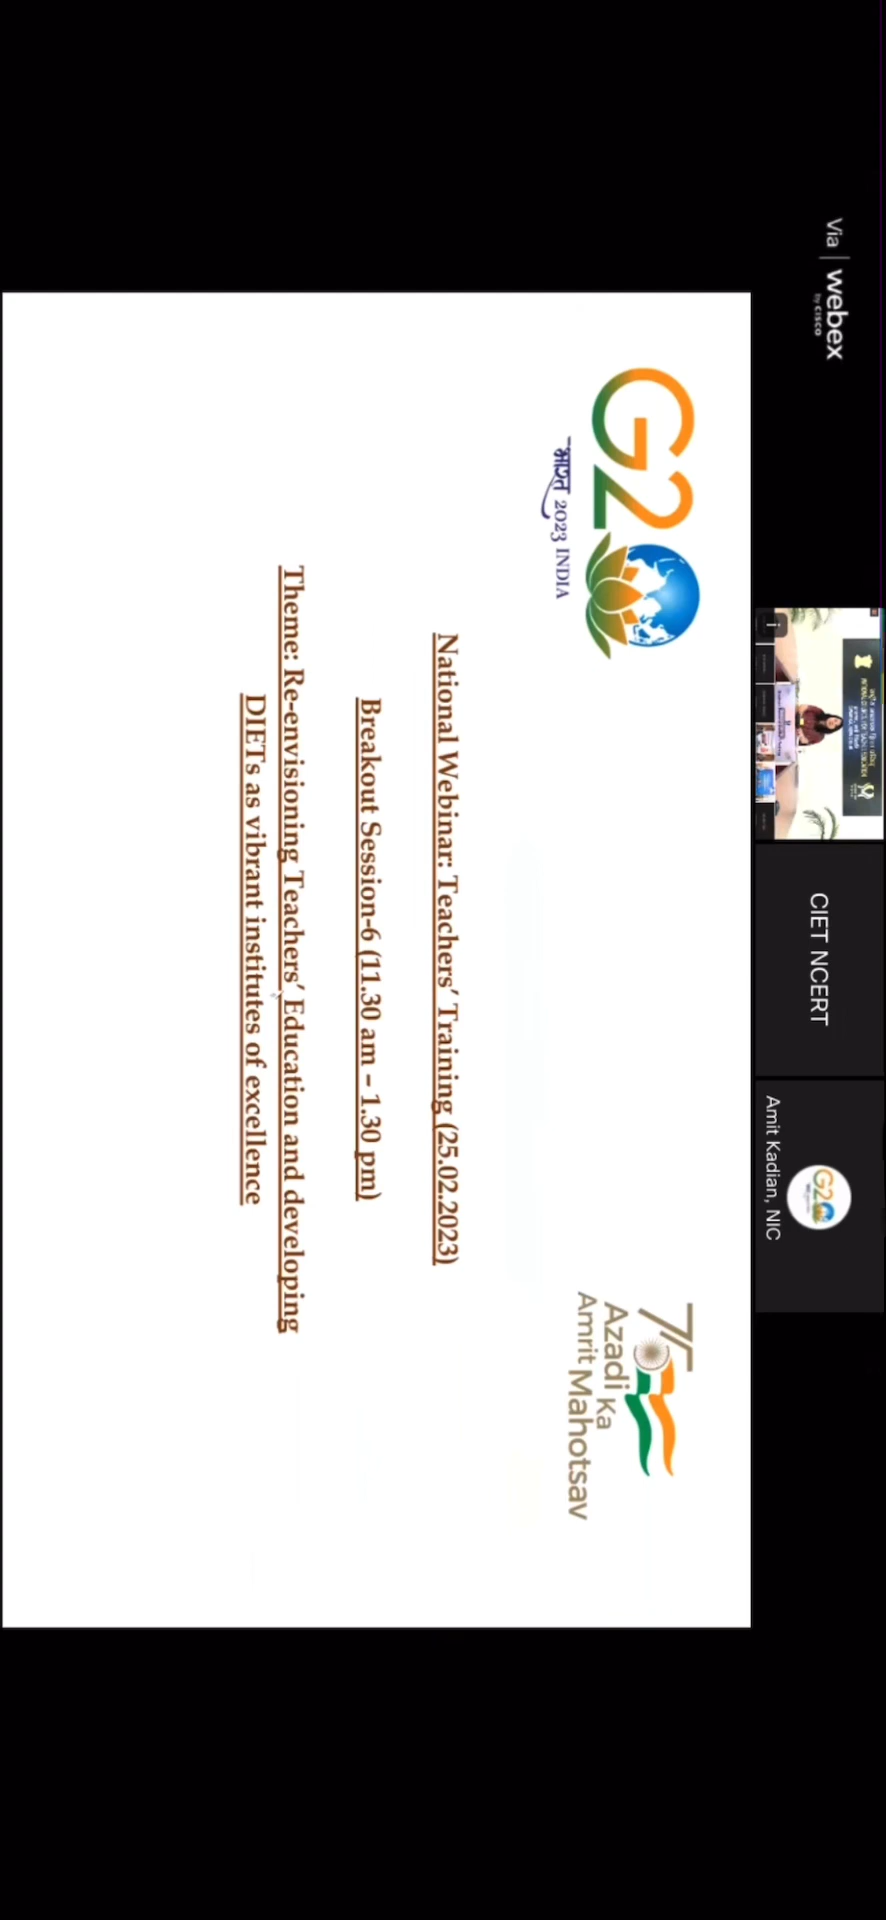 Via | webex
by CISCO
CIET NCERT
Amit Kadian, NIC
G20
भारत 2023 INDIA
75
Azadi Ka
Amrit Mahotsav
National Webinar: Teachers’ Training (25.02.2023)
Breakout Session-6 (11.30 am – 1.30 pm)
Theme: Re-envisioning Teachers’ Education and developing
DIETs as vibrant institutes of excellence